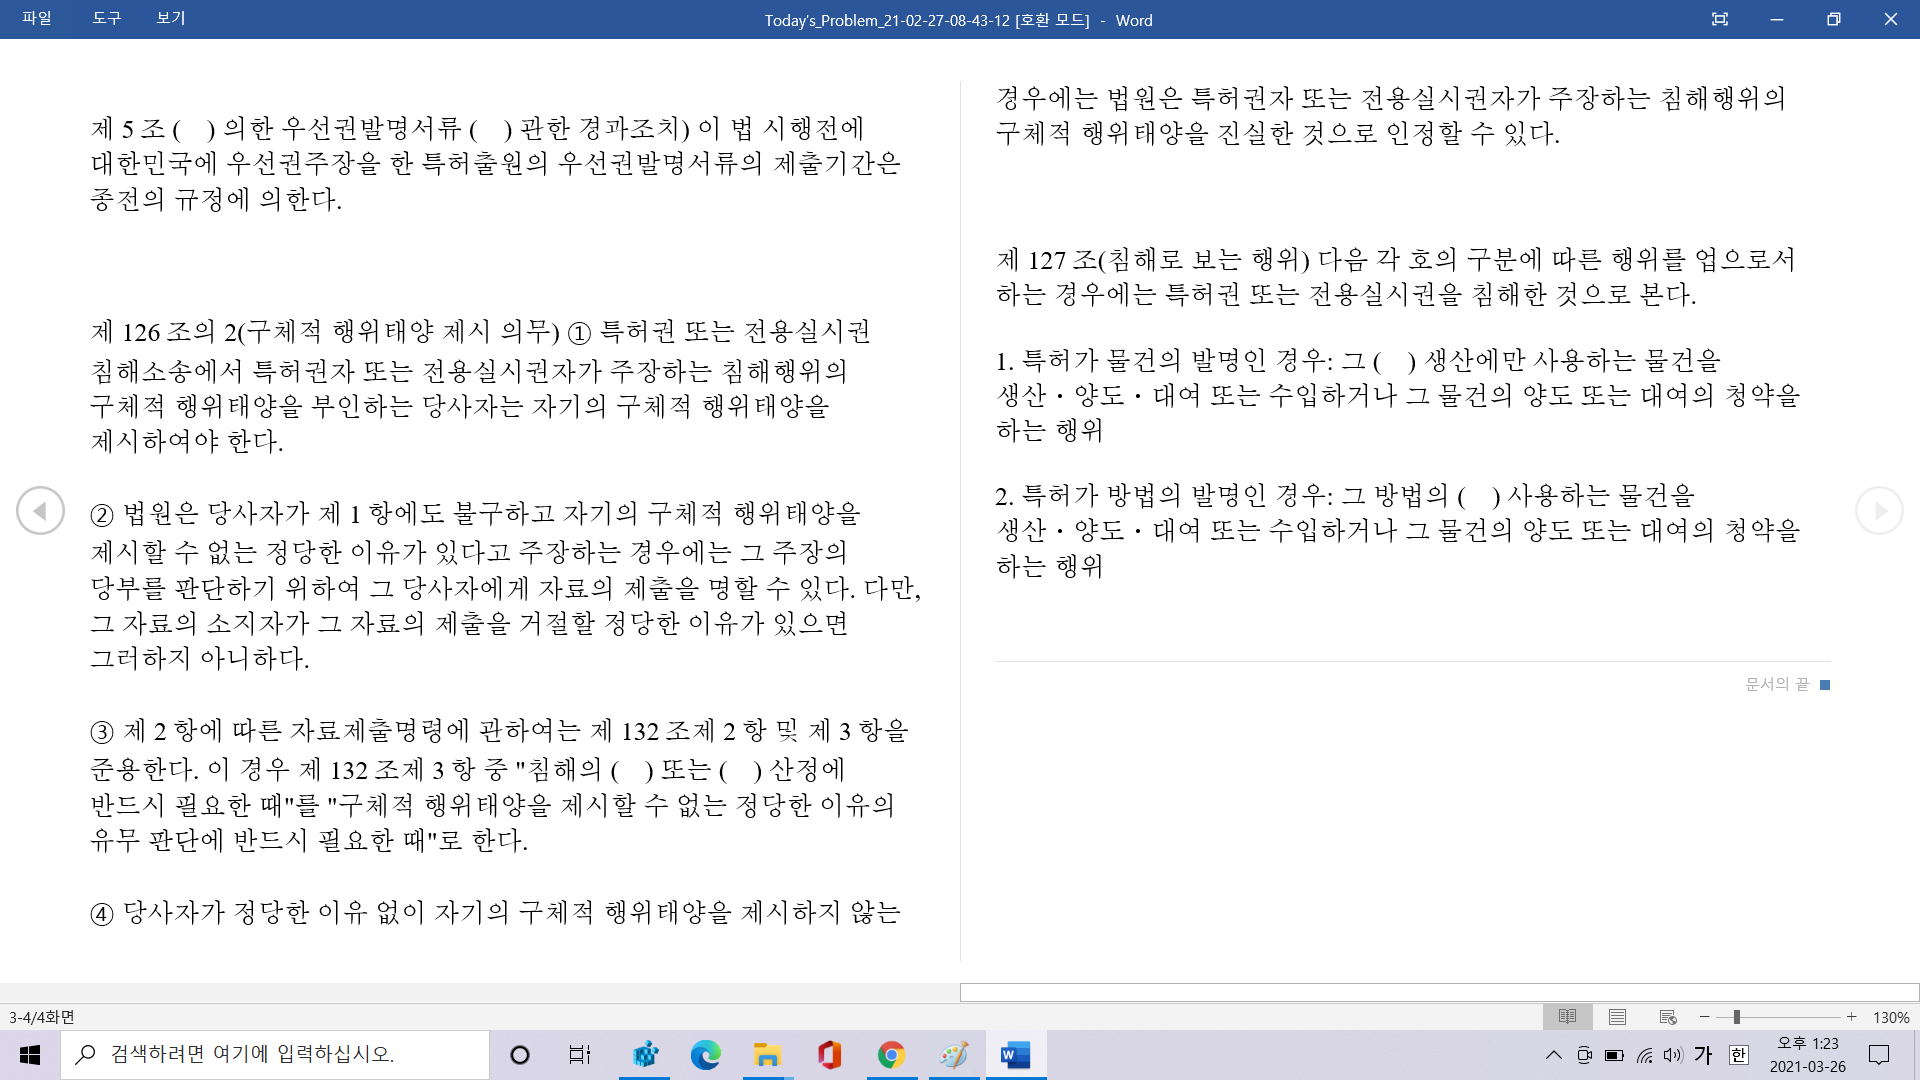 파일 도구 보기
Today's_Problem_21-02-27-08-43-12 [호환 모드] - Word
제 5 조 (   ) 의한 우선권발명서류 (   ) 관한 경과조치) 이 법 시행전에
대한민국에 우선권주장을 한 특허출원의 우선권발명서류의 제출기간은
종전의 규정에 의한다.
제 126 조의 2(구체적 행위태양 제시 의무) ① 특허권 또는 전용실시권
침해소송에서 특허권자 또는 전용실시권자가 주장하는 침해행위의
구체적 행위태양을 부인하는 당사자는 자기의 구체적 행위태양을
제시하여야 한다.
② 법원은 당사자가 제 1 항에도 불구하고 자기의 구체적 행위태양을
제시할 수 없는 정당한 이유가 있다고 주장하는 경우에는 그 주장의
당부를 판단하기 위하여 그 당사자에게 자료의 제출을 명할 수 있다. 다만,
그 자료의 소지자가 그 자료의 제출을 거절할 정당한 이유가 있으면
그러하지 아니하다.
③ 제 2 항에 따른 자료제출명령에 관하여는 제 132 조제 2 항 및 제 3 항을
준용한다. 이 경우 제 132 조제 3 항 중 "침해의 (   ) 또는 (   ) 산정에
반드시 필요한 때"를 "구체적 행위태양을 제시할 수 없는 정당한 이유의
유무 판단에 반드시 필요한 때"로 한다.
④ 당사자가 정당한 이유 없이 자기의 구체적 행위태양을 제시하지 않는
경우에는 법원은 특허권자 또는 전용실시권자가 주장하는 침해행위의
구체적 행위태양을 진실한 것으로 인정할 수 있다.
제 127 조(침해로 보는 행위) 다음 각 호의 구분에 따른 행위를 업으로서
하는 경우에는 특허권 또는 전용실시권을 침해한 것으로 본다.
1. 특허가 물건의 발명인 경우: 그 (   ) 생산에만 사용하는 물건을
생산ㆍ양도ㆍ대여 또는 수입하거나 그 물건의 양도 또는 대여의 청약을
하는 행위
2. 특허가 방법의 발명인 경우: 그 방법의 (   ) 사용하는 물건을
생산ㆍ양도ㆍ대여 또는 수입하거나 그 물건의 양도 또는 대여의 청약을
하는 행위
문서의 끝
3-4/4화면
130%
검색하려면 여기에 입력하십시오.
가 한
오후 1:23
2021-03-26